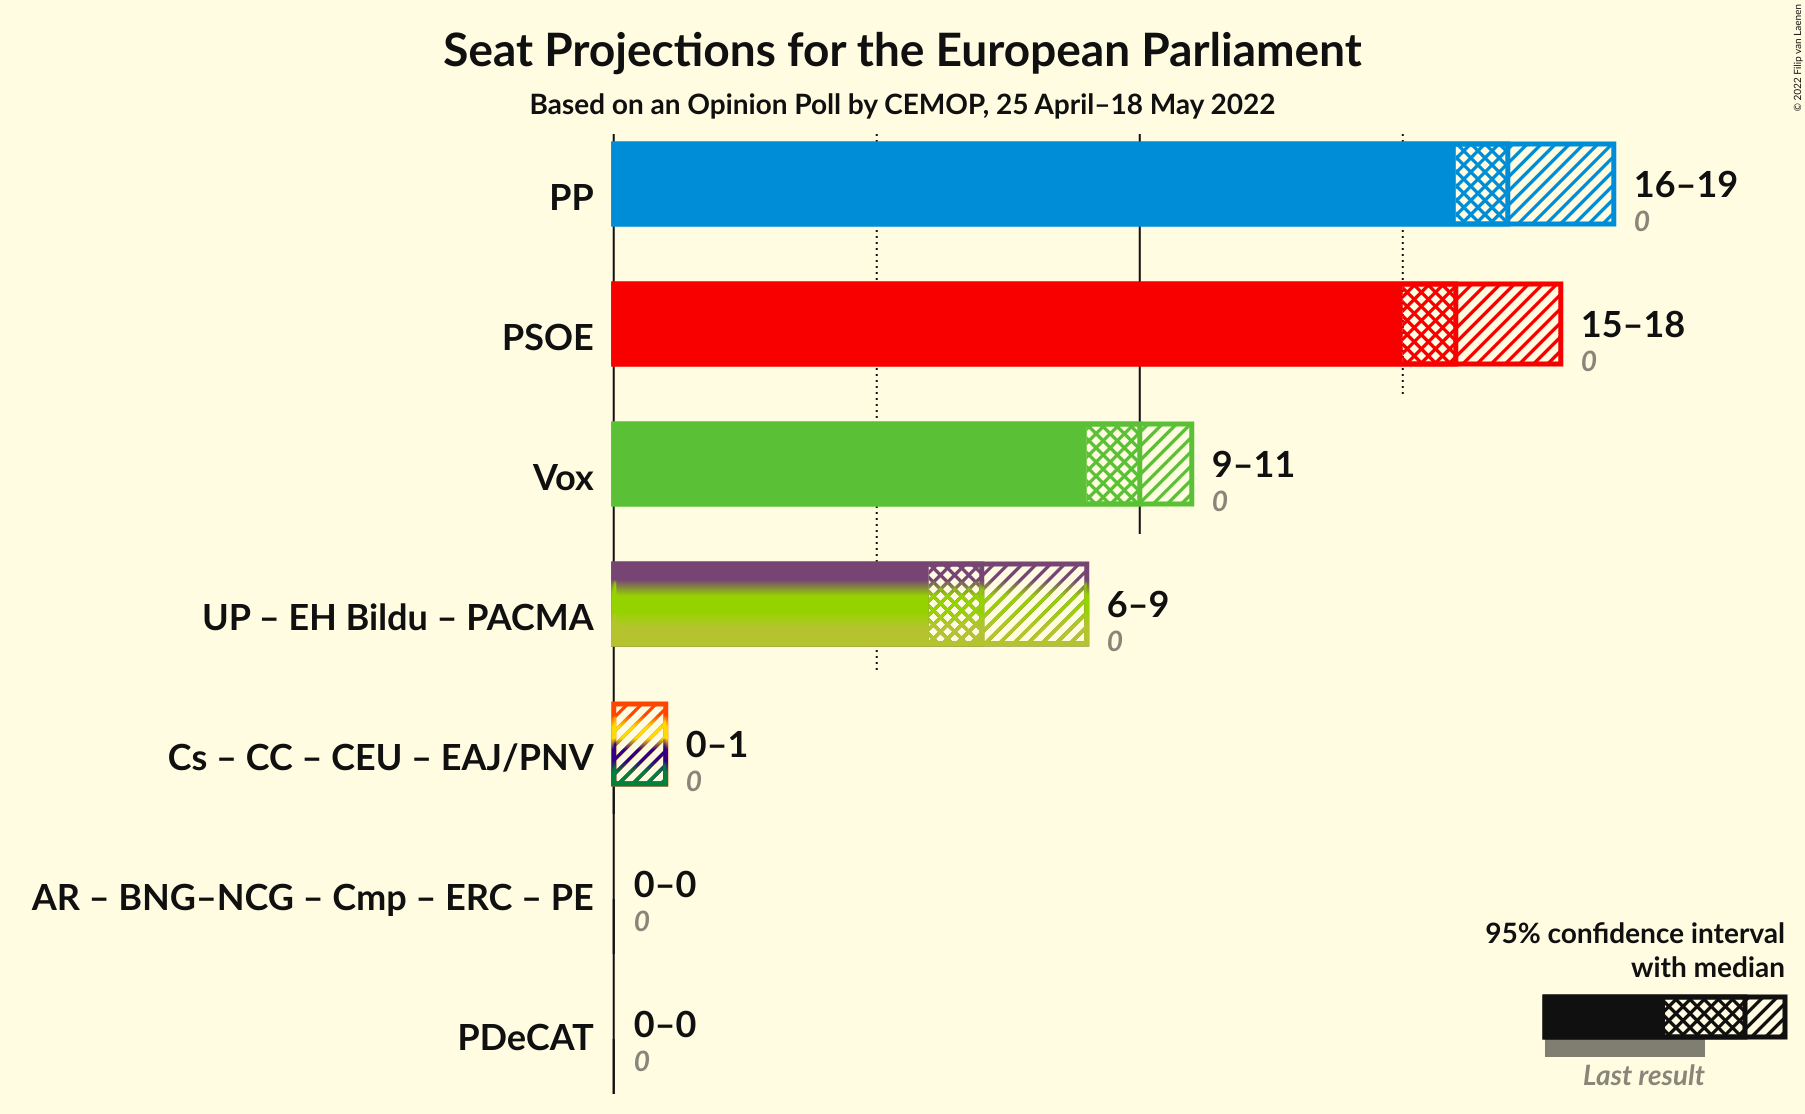 Seat Projections for the European Parliament
Based on an Opinion Poll by CEMOP, 25 April–18 May 2022
© 2022 Filip van Laenen
PP
16–19
0
PSOE
15–18
0
Vox
9–11
0
UP – EH Bildu – PACMA
6–9
0
Cs – CC – CEU – EAJ/PNV
0–1
0
AR – BNG–NCG – Cmp – ERC – PE
0–0
0
PDeCAT
0–0
0
95% confidence interval
with median
Last result